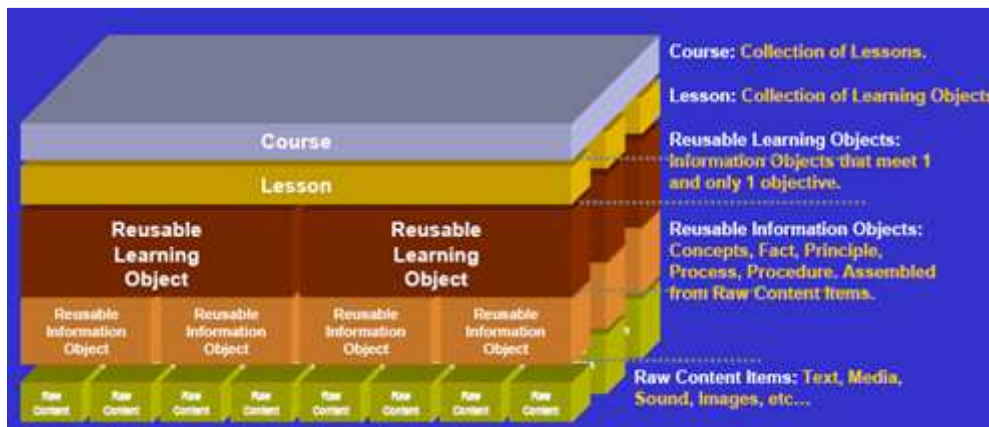 Course: Collection of Lessons.
Lesson: Collection of Learning Objects
Reusable Learning Objects:
Information Objects that meet 1
and only 1 objective.
Reusable Information Objects:
Concepts, Fact, Principle,
Process, Procedure. Assembled
from Raw Content Items.
Raw Content Items: Text, Media,
Sound, Images, etc...
Course
Lesson
Reusable
Learning
Object
Reusable
Learning
Object
Reusable
Information
Object
Reusable
Information
Object
Reusable
Information
Object
Reusable
Information
Object
Raw
Content
Raw
Content
Raw
Content
Raw
Content
Raw
Content
Raw
Content
Raw
Content
Raw
Content